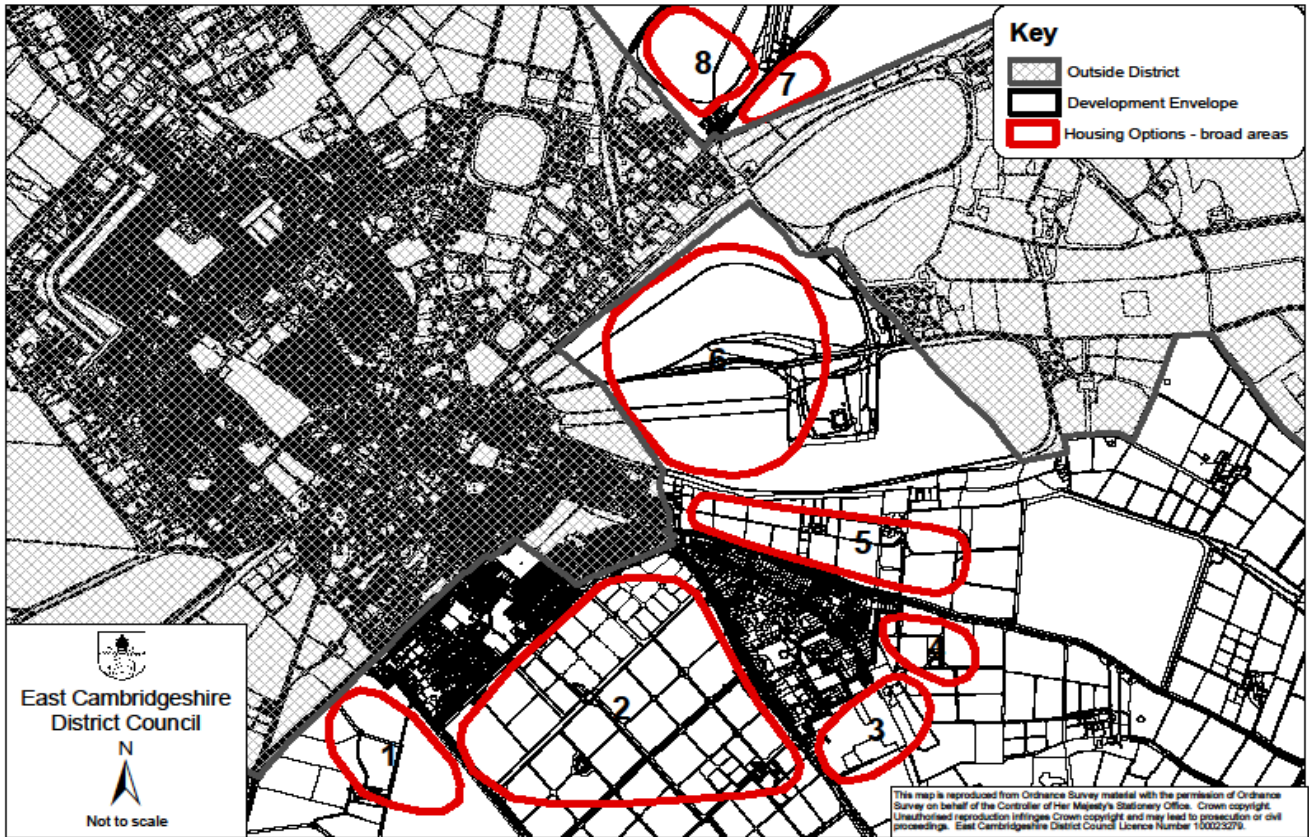 8
7
Key
Outside District
Development Envelope
Housing Options - broad areas
6
5
4
3
2
1
East Cambridgeshire
District Council
N
Not to scale
This map is reproduced from Ordnance Survey material with the permission of Ordnance
Survey on behalf of the Controller of Her Majesty's Stationery Office. Crown copyright.
Unauthorised reproduction infringes Crown copyright and may lead to prosecution or civil
proceedings. East Cambridgeshire District Council Licence Number 100023279.